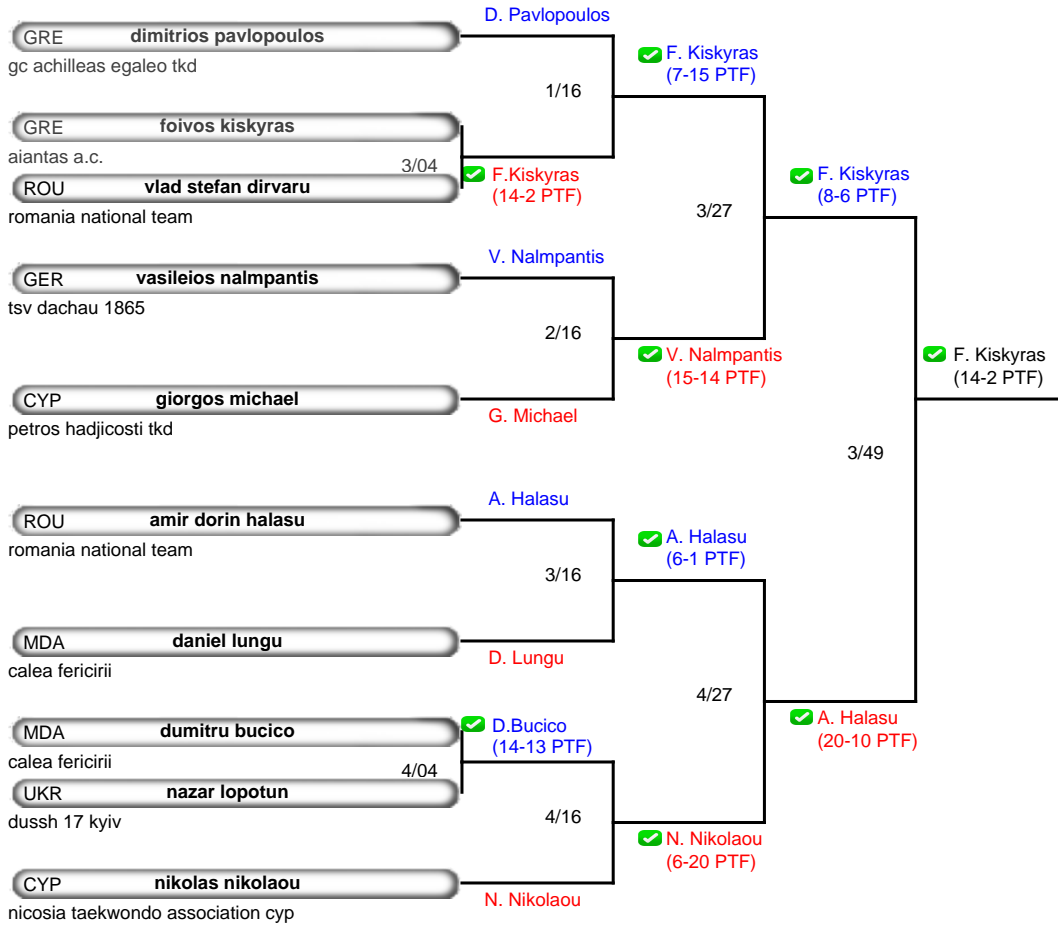 D. Pavlopoulos
GRE dimitrios pavlopoulos
gc achilleas egaleo tkd
F. Kiskyras
(7-15 PTF)
1/16
GRE foivos kiskyras
aiantas a.c.
3/04
F.Kiskyras
(14-2 PTF)
ROU vlad stefan dirvaru
romania national team
F. Kiskyras
(8-6 PTF)
3/27
V. Nalmpantis
GER vasileios nalmpantis
tsv dachau 1865
2/16
V. Nalmpantis
(15-14 PTF)
F. Kiskyras
(14-2 PTF)
CYP giorgos michael
petros hadjicosti tkd
G. Michael
3/49
A. Halasu
ROU amir dorin halasu
romania national team
A. Halasu
(6-1 PTF)
3/16
MDA daniel lungu
calea fericirii
D. Lungu
4/27
A. Halasu
(20-10 PTF)
MDA dumitru bucico
calea fericirii
D.Bucico
(14-13 PTF)
4/04
UKR nazar lopotun
dussh 17 kyiv
4/16
N. Nikolaou
(6-20 PTF)
CYP nikolas nikolaou
nicosia taekwondo association cyp
N. Nikolaou